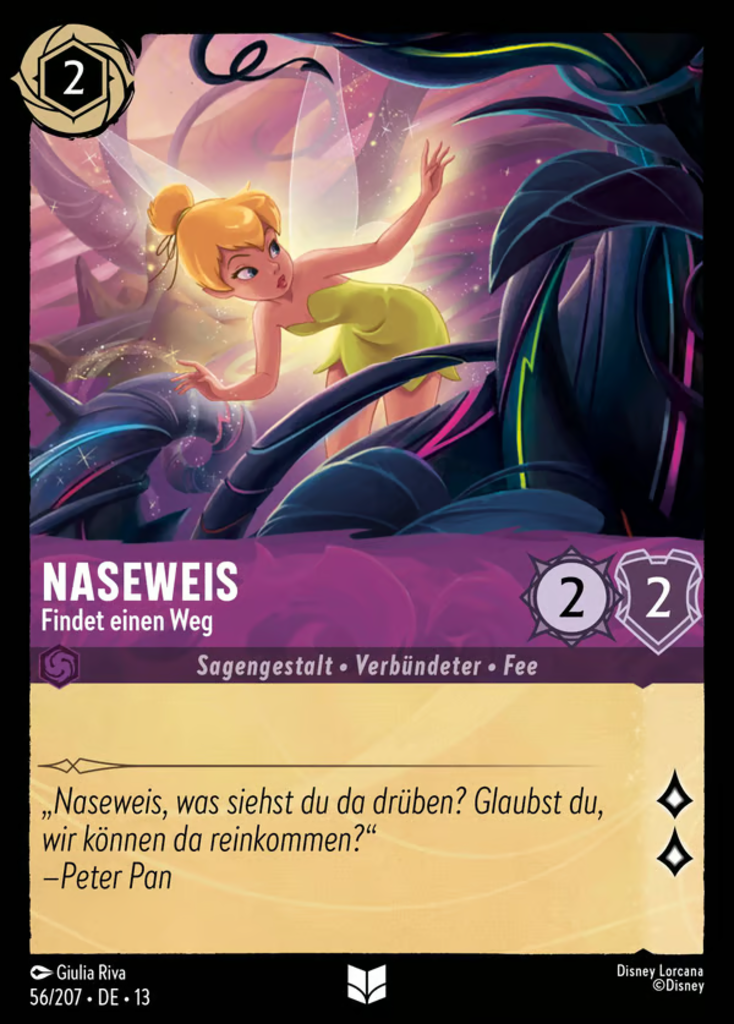 2
NASEWEIS
Findet einen Weg
2
2
Sagengestalt • Verbündeter • Fee
„Naseweis, was siehst du da drüben? Glaubst du,
wir können da reinkommen?“
–Peter Pan
Giulia Riva
56/207 • DE • 13
Disney Lorcana
©Disney